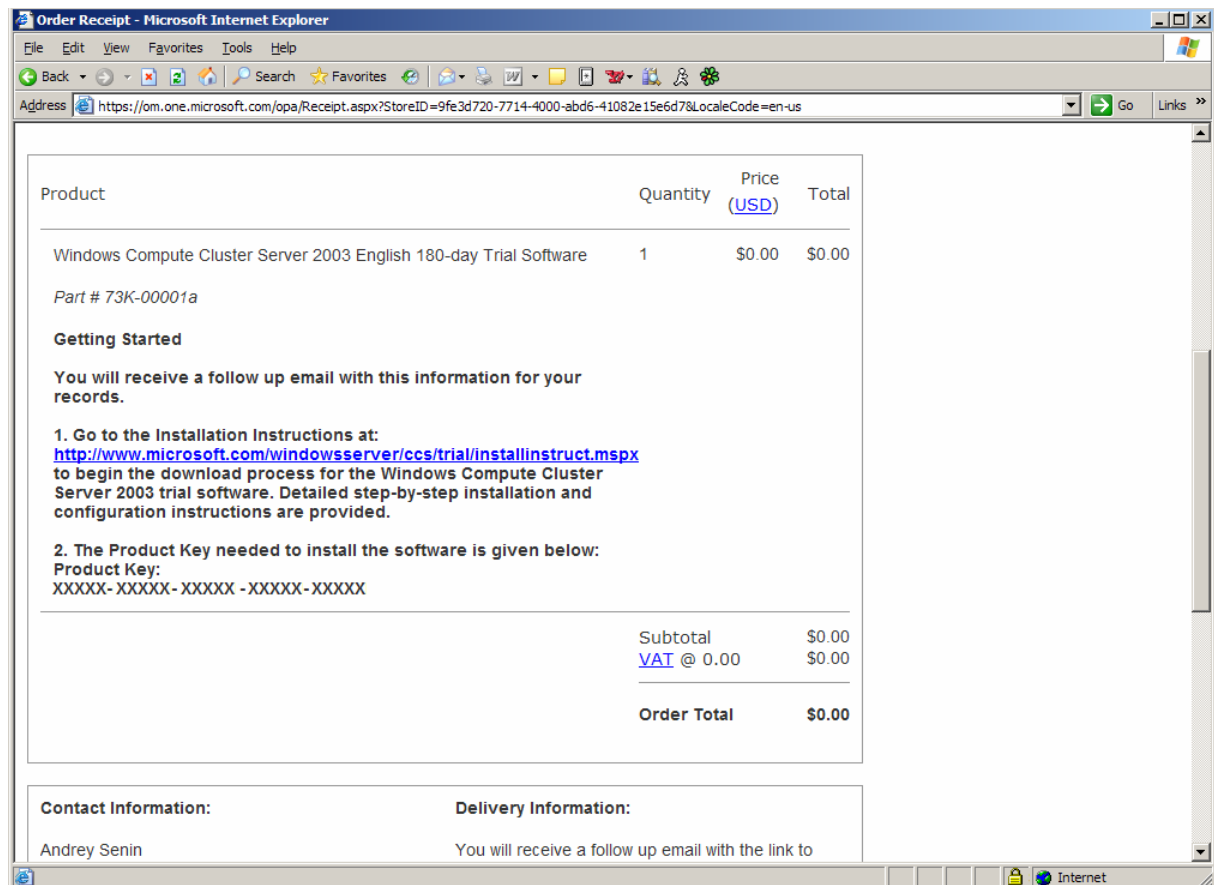 Order Receipt - Microsoft Internet Explorer
File Edit View Favorites Tools Help
Back Search Favorites
Address https://om.one.microsoft.com/opa/Receipt.aspx?StoreID=9fe3d720-7714-4000-abd6-41082e15e6d7&LocaleCode=en-us Go Links »
Product Quantity Price (USD) Total
Windows Compute Cluster Server 2003 English 180-day Trial Software 1 $0.00 $0.00
Part # 73K-00001a
Getting Started
You will receive a follow up email with this information for your
records.
1. Go to the Installation Instructions at:
http://www.microsoft.com/windowsserver/ccs/trial/installinstruct.mspx
to begin the download process for the Windows Compute Cluster
Server 2003 trial software. Detailed step-by-step installation and
configuration instructions are provided.
2. The Product Key needed to install the software is given below:
Product Key:
XXXXX-XXXXX-XXXXX -XXXXX-XXXXX
Subtotal $0.00
VAT @ 0.00 $0.00
Order Total $0.00
Contact Information: Delivery Information:
Andrey Senin You will receive a follow up email with the link to
Internet